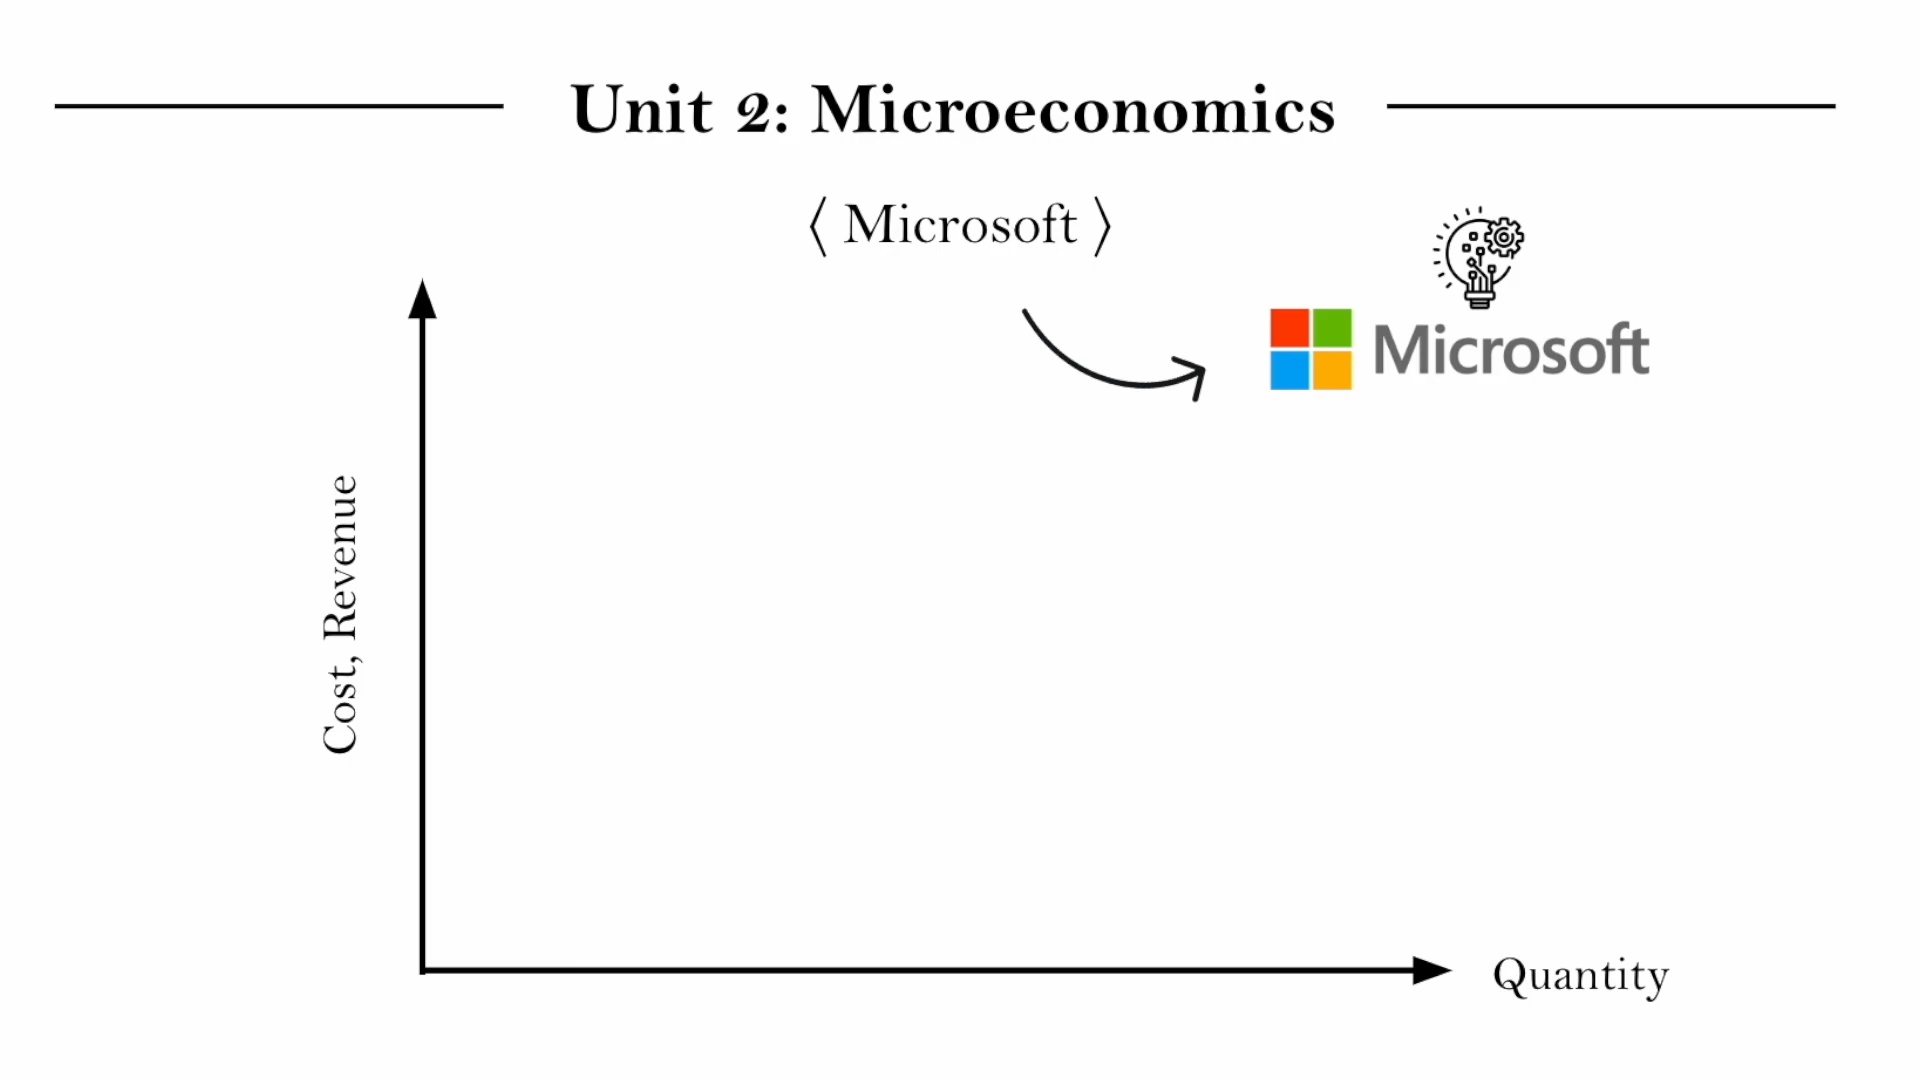 Unit 2: Microeconomics
⟨ Microsoft ⟩
Microsoft
Cost, Revenue
Quantity